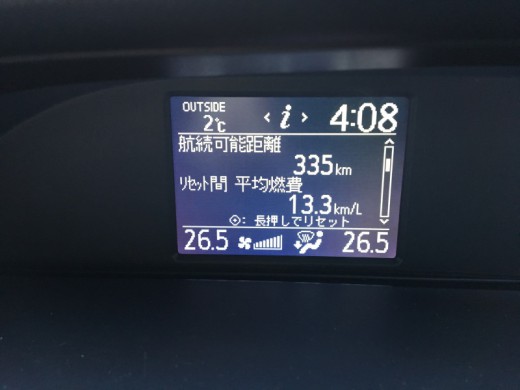 OUTSIDE
2℃
< i >
4:08
航続可能距離
335km
リセット間 平均燃費
13.3km/L
: 長押しでリセット
26.5
26.5